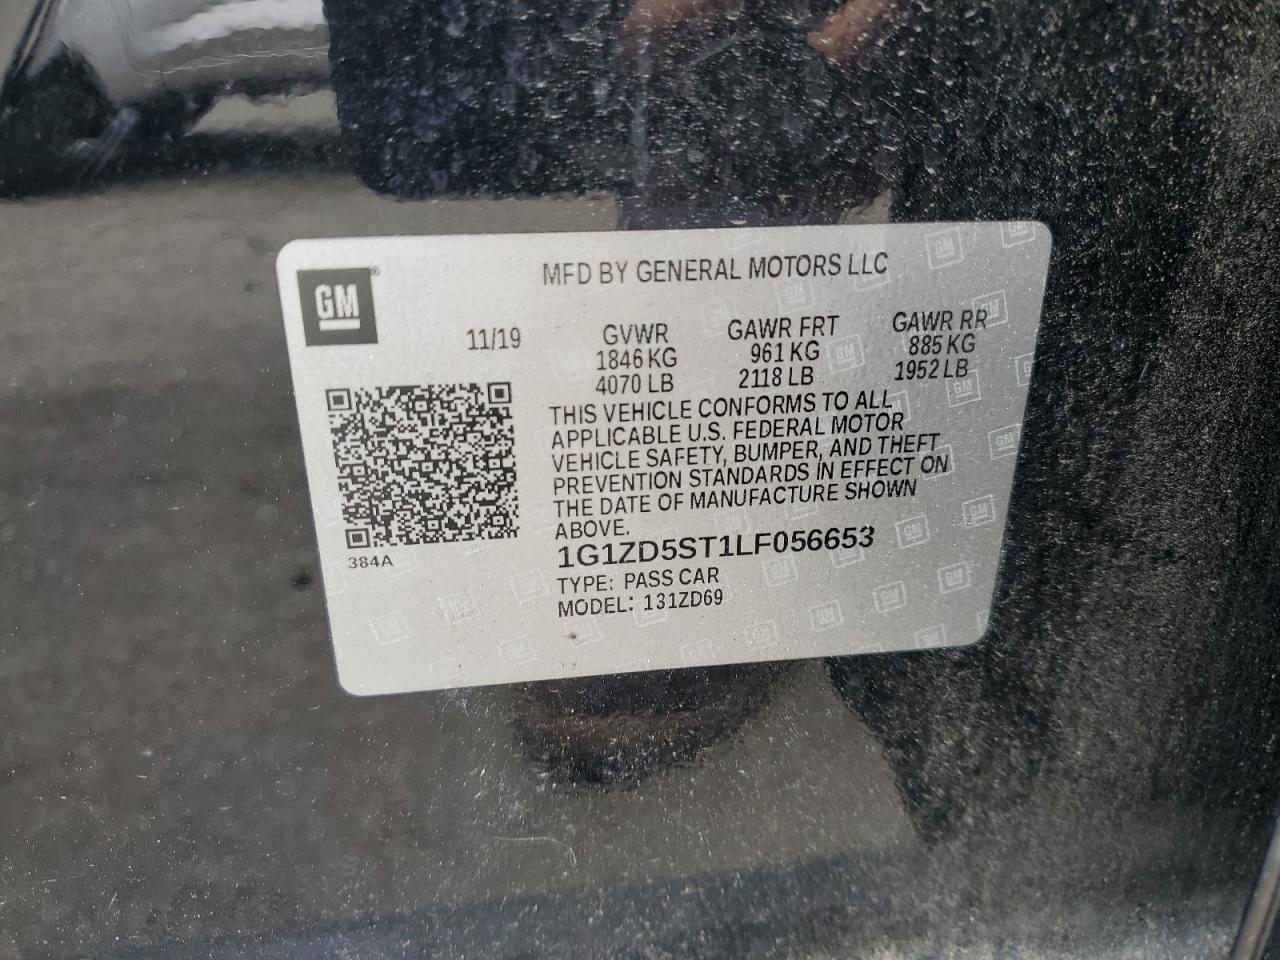 GM®
MFD BY GENERAL MOTORS LLC
11/19
GVWR
1846 KG
4070 LB
GAWR FRT
961 KG
2118 LB
GAWR RR
885 KG
1952 LB
THIS VEHICLE CONFORMS TO ALL
APPLICABLE U.S. FEDERAL MOTOR
VEHICLE SAFETY, BUMPER, AND THEFT
PREVENTION STANDARDS IN EFFECT ON
THE DATE OF MANUFACTURE SHOWN
ABOVE.
384A
1G1ZD5ST1LF056653
TYPE: PASS CAR
MODEL: 131ZD69